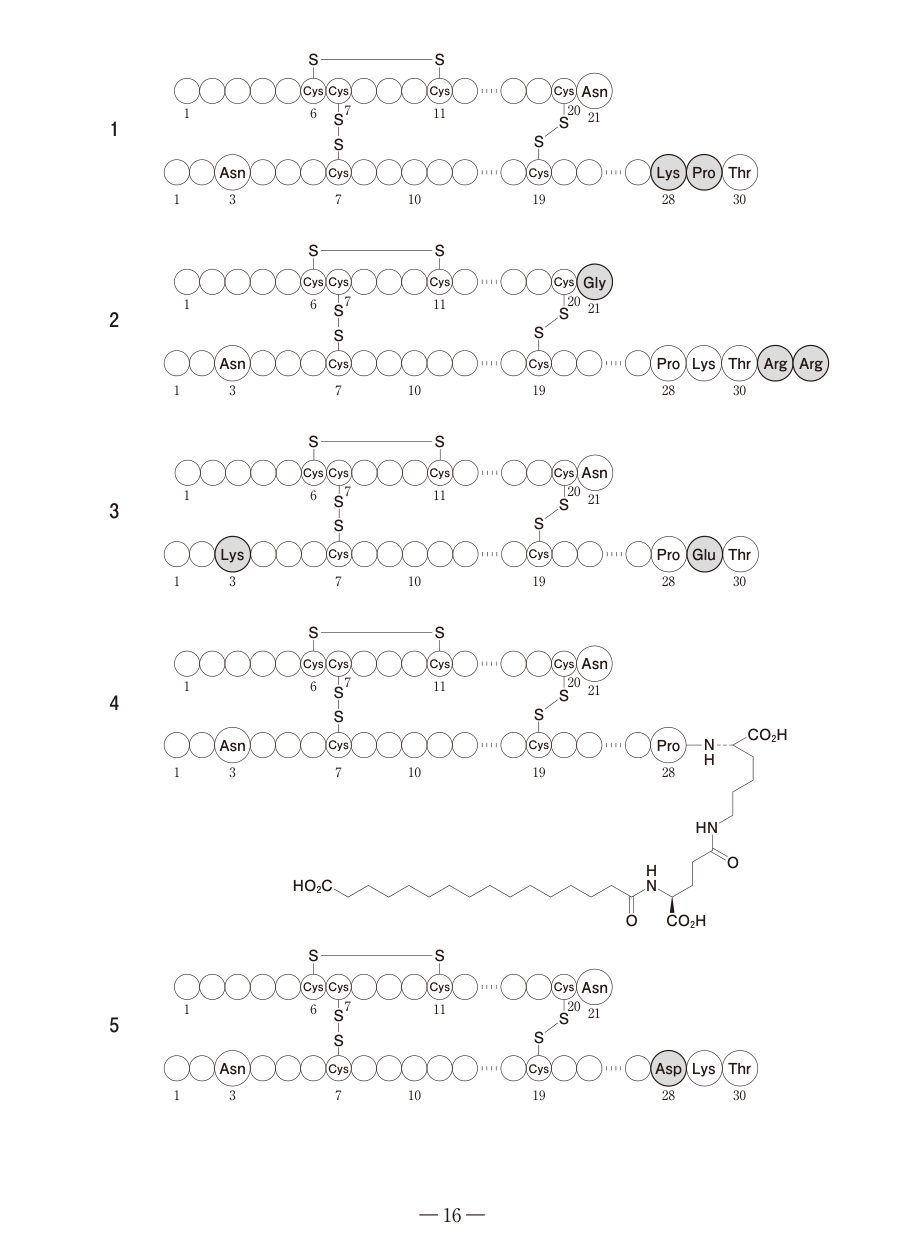 S S
Cys Cys Cys Cys Asn
1 6 7 11 20 21
S S
1
S S
Asn Cys Cys Lys Pro Thr
1 3 7 10 19 28 30
S S
Cys Cys Cys Cys Gly
1 6 7 11 20 21
S S
2
S S
Asn Cys Cys Pro Lys Thr Arg Arg
1 3 7 10 19 28 30
S S
Cys Cys Cys Cys Asn
1 6 7 11 20 21
S S
3
S S
Lys Cys Cys Pro Glu Thr
1 3 7 10 19 28 30
S S
Cys Cys Cys Cys Asn
1 6 7 11 20 21
S S
4
S S
Asn Cys Cys Pro N H CO₂H
1 3 7 10 19 28
HN
O
H
HO₂C N
O CO₂H
S S
Cys Cys Cys Cys Asn
1 6 7 11 20 21
S S
5
S S
Asn Cys Cys Asp Lys Thr
1 3 7 10 19 28 30
— 16 —